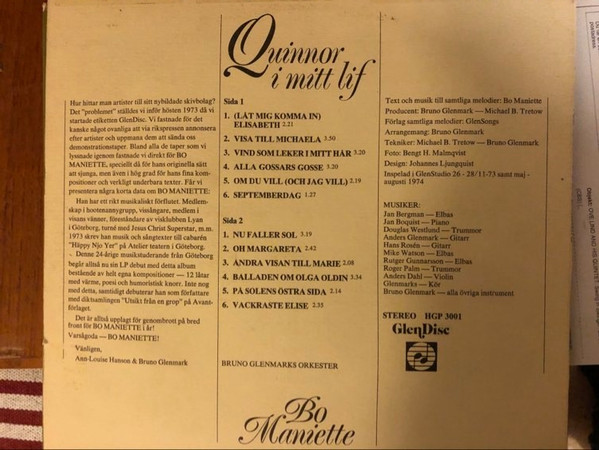 Quinnor
i mitt lif
Hur hittar man artister till sitt nybildade skivbolag?
Det "problemet" ställdes vi inför hösten 1973 då vi
startade etiketten GlenDisc. Vi fastnade för det
kanske något ovanliga att via rikspressen annonsera
efter artister och uppmana dem att sända oss
demonstrationstaper. Bland alla de taper som vi
lyssnade igenom fastnade vi direkt för BO
MANIETTE, speciellt då för hans originella sätt
att sjunga, men även i hög grad för hans fina kom-
positioner och verkligt underbara texter. Får vi
presentera några korta data om BO MANIETTE:
Han har ett rikt musikaliskt förflutet. Medlem-
skap i hootenannygrupp, vissångare, medlem i
visans vänner, föreståndare av visklubben Lyan
i Göteborg, turné med Jesus Christ Superstar, m.m.
1973 skrev han musik och sångtexter till cabarén
"Häppy Njo Yer" på Atelier teatern i Göteborg.
Denne 24-årige musikstuderande från Göteborg
begår alltså nu sin LP debut med detta album
bestående av helt egna kompositioner — 12 låtar
med värme, poesi och humoristisk knorr. Inte nog
med detta, samtidigt debuterar han som författare
med diktsamlingen "Utsikt från en grop" på Avant-
förlaget.
Det är alltså upplagt för genombrott på bred
front för BO MANIETTE i år!
Varsågoda — BO MANIETTE!
Vänligen,
Ann-Louise Hanson & Bruno Glenmark
Sida 1
1. (LÅT MIG KOMMA IN)
ELISABETH 2.21
2. VISA TILL MICHAELA 3.50
3. VIND SOM LEKER I MITT HÅR 3.20
4. ALLA GOSSARS GOSSE 3.20
5. OM DU VILL (OCH JAG VILL) 2.19
6. SEPTEMBERDAG 1.27
Sida 2
1. NU FALLER SOL 3.19
2. OH MARGARETA 2.42
3. ANDRA VISAN TILL MARIE 2.08
4. BALLADEN OM OLGA OLDIN 3.34
5. PÅ SOLENS ÖSTRA SIDA 2.14
6. VACKRASTE ELISE 2.35
BRUNO GLENMARKS ORKESTER
Bo
Maniette
Text och musik till samtliga melodier: Bo Maniette
Producent: Bruno Glenmark — Michael B. Tretow
Förlag samtliga melodier: GlenSongs
Arrangemang: Bruno Glenmark
Tekniker: Michael B. Tretow — Bruno Glenmark
Foto: Bengt H. Malmqvist
Design: Johannes Ljungquist
Inspelad i GlenStudio 26 - 28/11-73 samt maj -
augusti 1974
MUSIKER:
Jan Bergman — Elbas
Jan Boquist — Piano
Douglas Westlund — Trummor
Anders Glenmark — Gitarr
Hans Rosén — Gitarr
Mike Watson — Elbas
Rutger Gunnarsson — Elbas
Roger Palm — Trummor
Anders Dahl — Violin
Glenmarks — Kör
Bruno Glenmark — alla övriga instrument
STEREO HGP 3001
GlenDisc